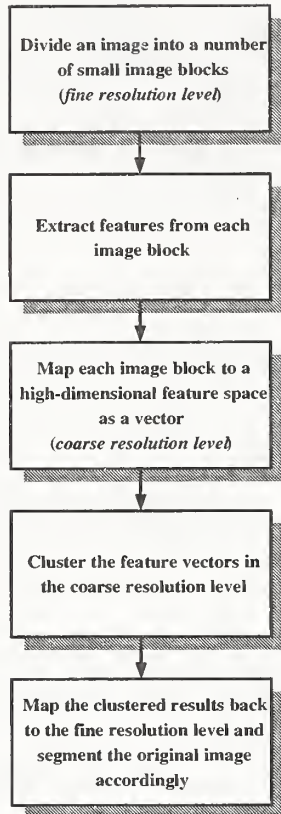 Divide an image into a number
of small image blocks
(fine resolution level)
Extract features from each
image block
Map each image block to a
high-dimensional feature space
as a vector
(coarse resolution level)
Cluster the feature vectors in
the coarse resolution level
Map the clustered results back
to the fine resolution level and
segment the original image
accordingly